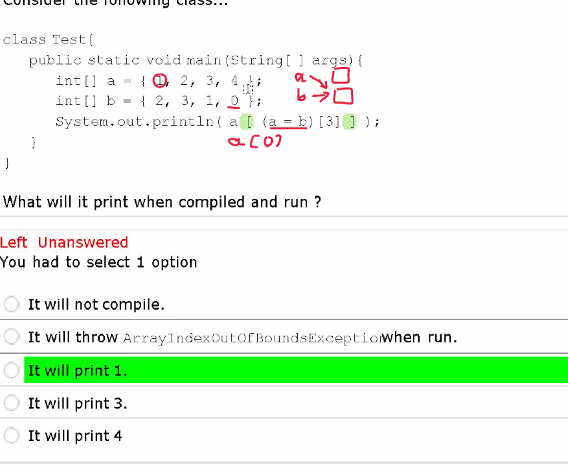 Consider the following class...
class Test{
public static void main(String[ ] args){
int[] a = { 1, 2, 3, 4 };
a
int[] b = { 2, 3, 1, 0 };
b
System.out.println( a [ (a = b)[3] ] );
a[0]
}
}
What will it print when compiled and run ?
Left Unanswered
You had to select 1 option
It will not compile.
It will throw ArrayIndexOutOfBoundsException when run.
It will print 1.
It will print 3.
It will print 4